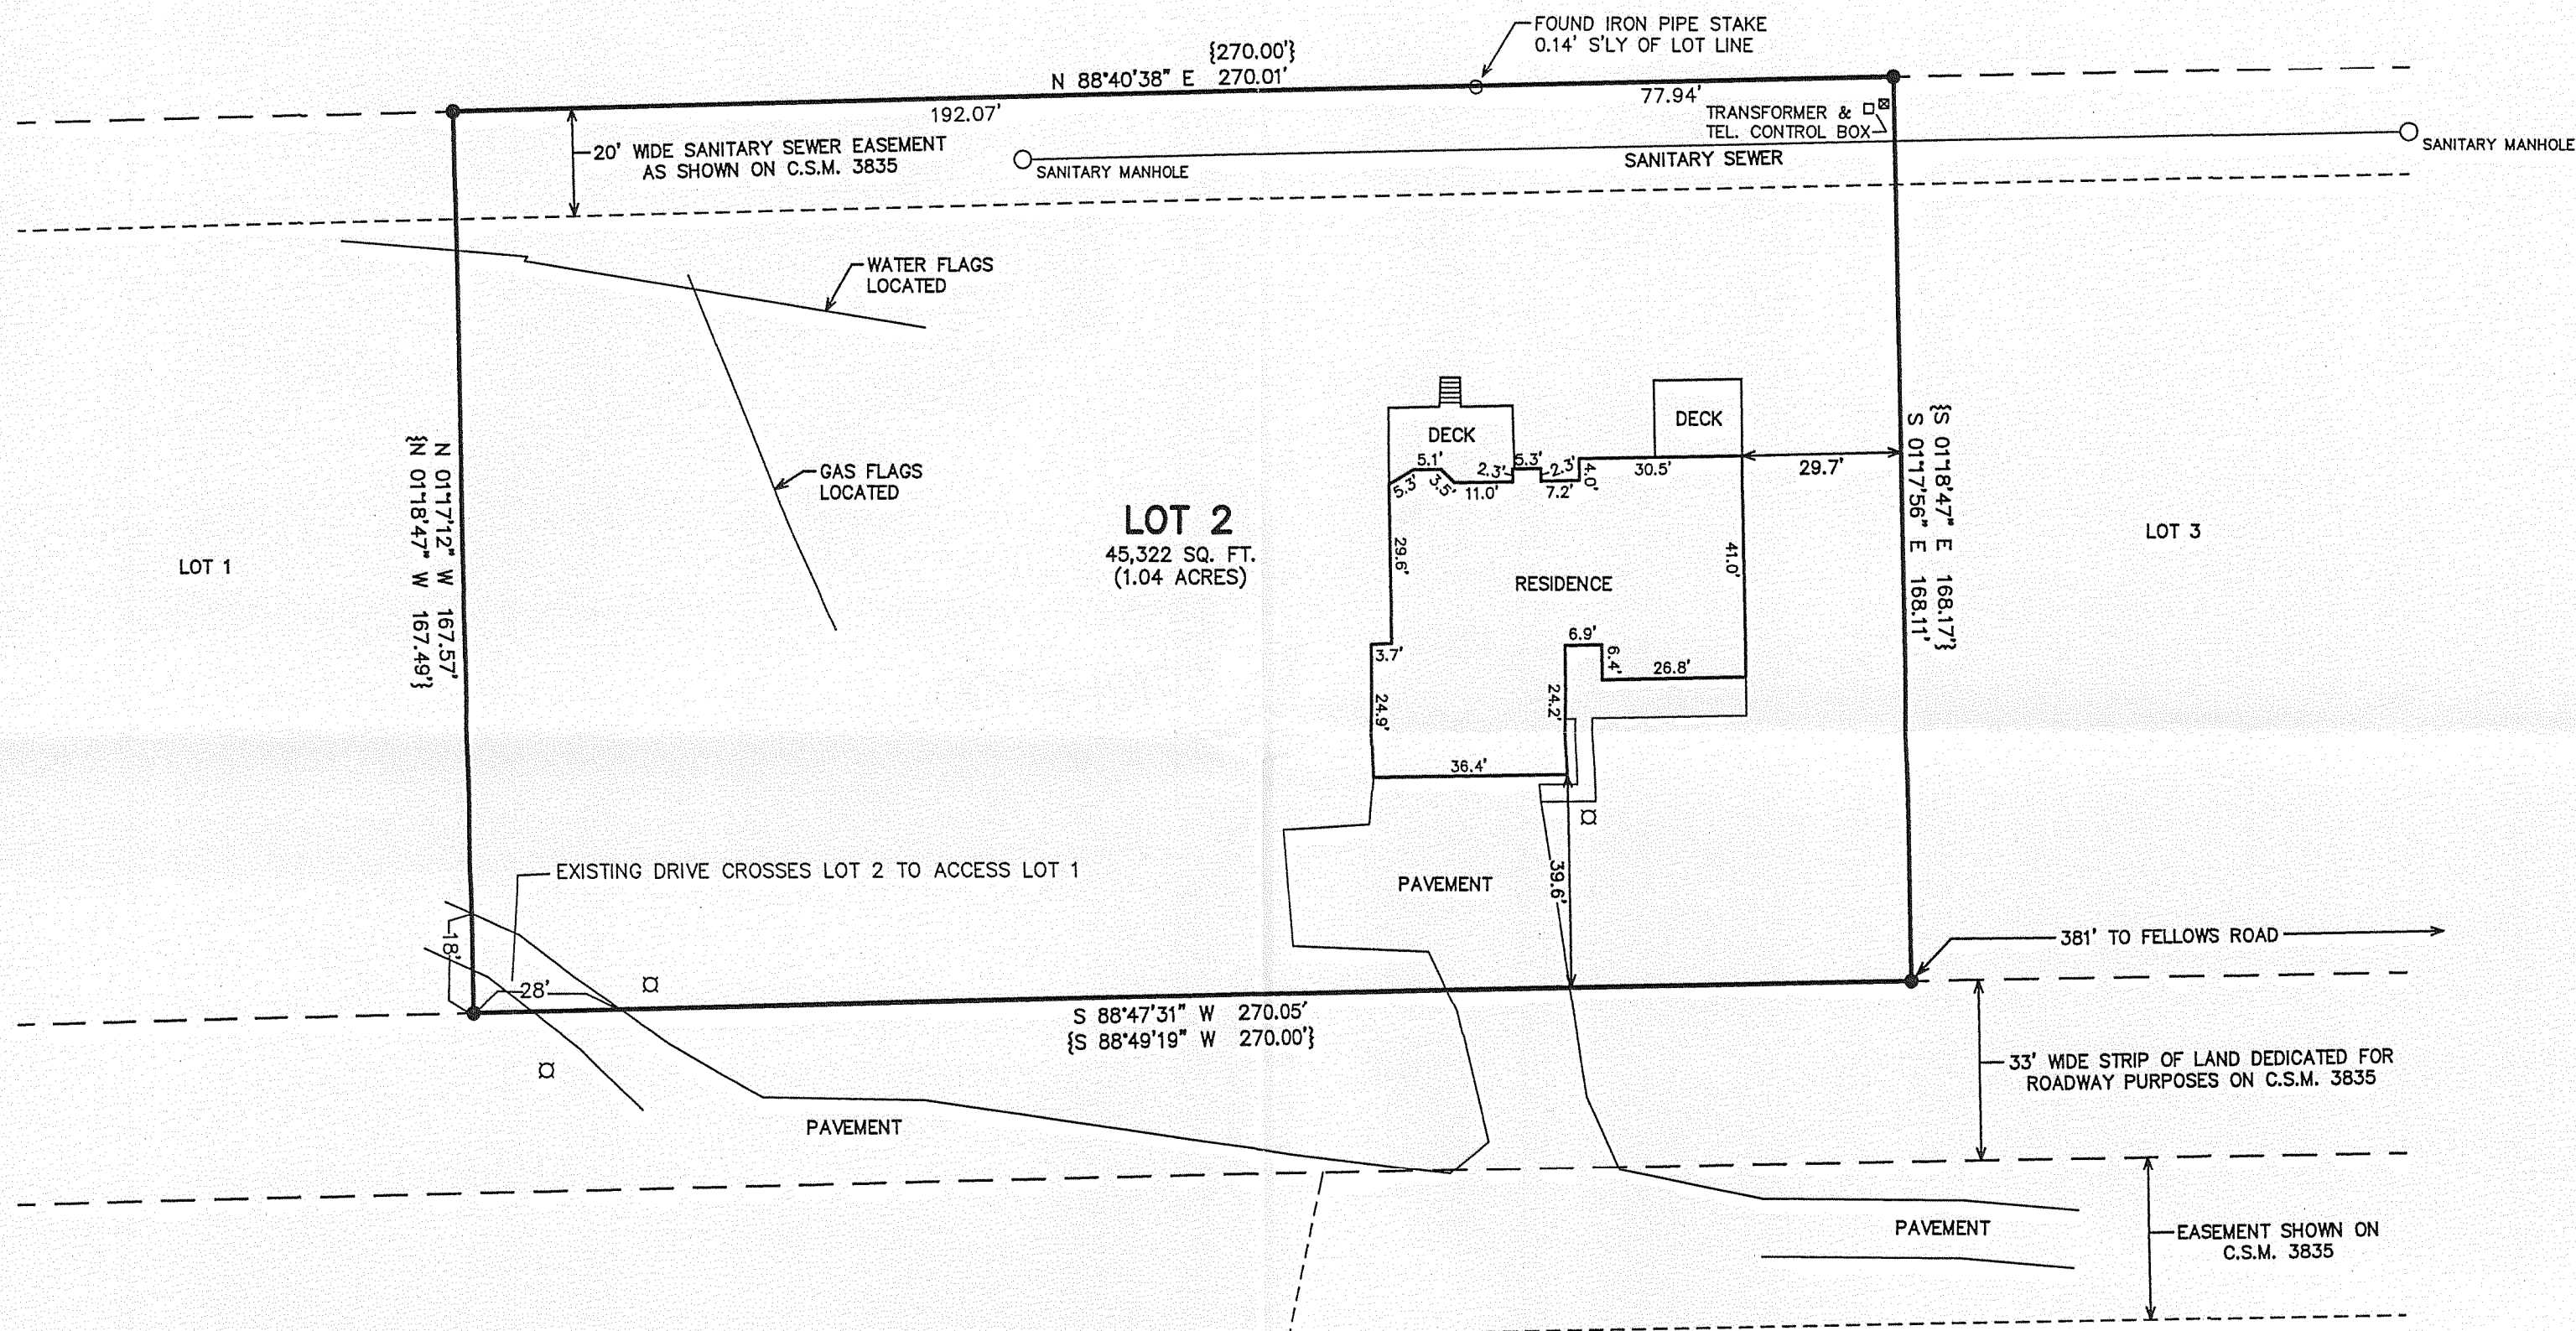 FOUND IRON PIPE STAKE
0.14' S'LY OF LOT LINE
{270.00'}
N 88°40'38" E 270.01'
192.07'
77.94'
TRANSFORMER &
TEL. CONTROL BOX
20' WIDE SANITARY SEWER EASEMENT
AS SHOWN ON C.S.M. 3835
SANITARY MANHOLE
SANITARY SEWER
SANITARY MANHOLE
WATER FLAGS
LOCATED
GAS FLAGS
LOCATED
DECK
DECK
5.1'
5.3'
3.5'
11.0'
2.3'
5.3'
2.3'
7.2'
4.0'
30.5'
29.7'
LOT 2
45,322 SQ. FT.
(1.04 ACRES)
LOT 1
LOT 3
N 01°17'12" W 167.57'
{N 01°18'47" W 167.49'}
{S 01°18'47" E 168.17'}
S 01°17'56" E 168.11'
29.6'
41.0'
RESIDENCE
6.9'
6.4'
26.8'
3.7'
24.9'
24.2'
36.4'
EXISTING DRIVE CROSSES LOT 2 TO ACCESS LOT 1
PAVEMENT
39.6'
18'
28'
381' TO FELLOWS ROAD
S 88°47'31" W 270.05'
{S 88°49'19" W 270.00'}
33' WIDE STRIP OF LAND DEDICATED FOR
ROADWAY PURPOSES ON C.S.M. 3835
PAVEMENT
PAVEMENT
EASEMENT SHOWN ON
C.S.M. 3835